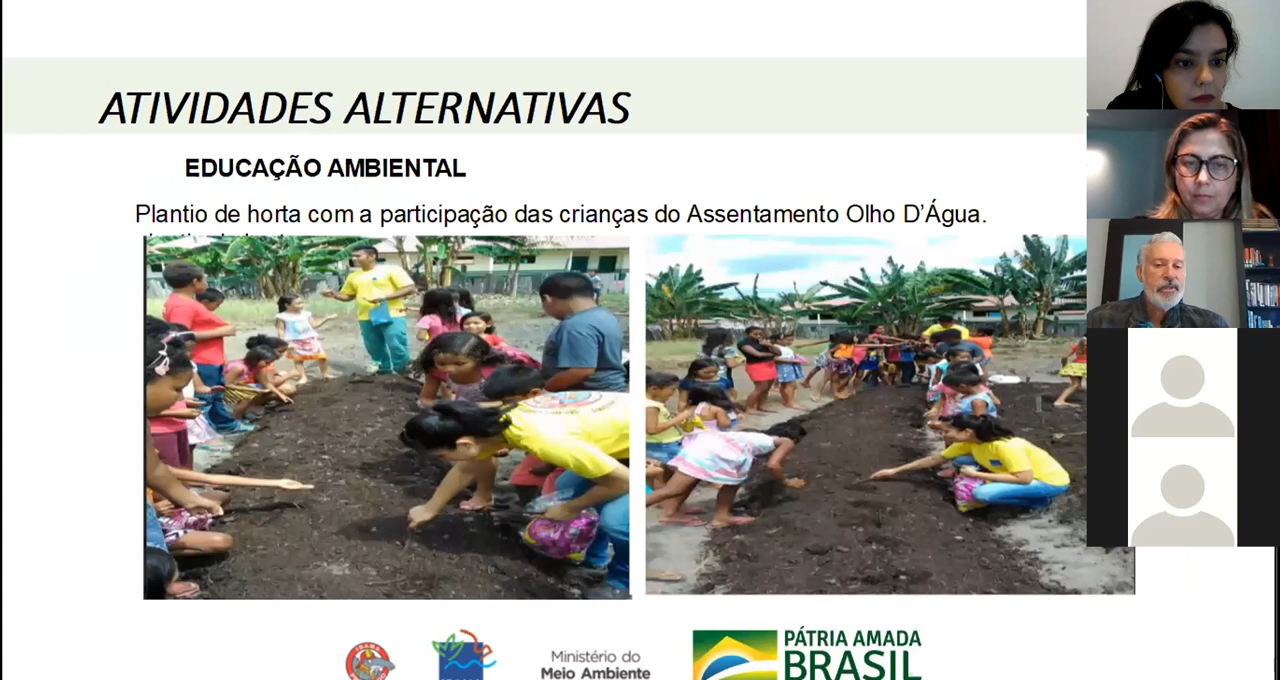 ATIVIDADES ALTERNATIVAS
EDUCAÇÃO AMBIENTAL
Plantio de horta com a participação das crianças do Assentamento Olho D’Água.
Ministério do
Meio Ambiente
PÁTRIA AMADA
BRASIL